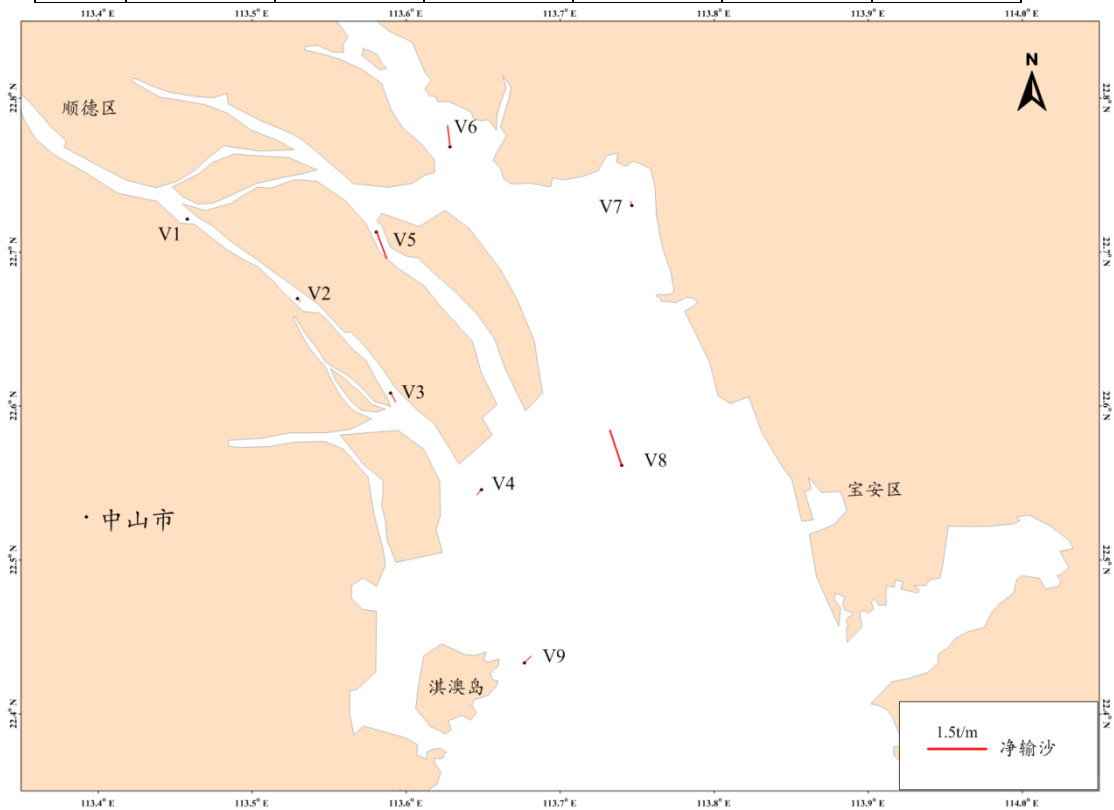 113.4° E 113.5° E 113.6° E 113.7° E 113.8° E 113.9° E 114.0° E
N
22.8° N 22.8° N
顺德区
V6
V7
V1
V5
22.7° N 22.7° N
V2
V3
22.6° N 22.6° N
V8
V4
宝安区
中山市
22.5° N 22.5° N
V9
淇澳岛
22.4° N 22.4° N
1.5t/m
净输沙
113.4° E 113.5° E 113.6° E 113.7° E 113.8° E 113.9° E 114.0° E